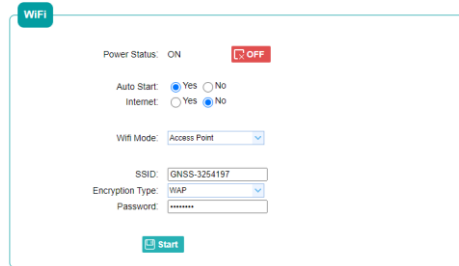 WiFi
Power Status: ON OFF
Auto Start: Yes No
Internet: Yes No
Wifi Mode: Access Point
SSID: GNSS-3254197
Encryption Type: WAP
Password: ••••••••
Start